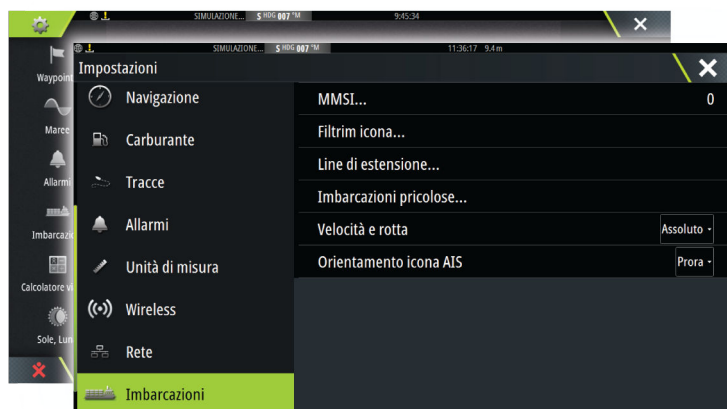 SIMULAZIONE... S HDG 007 °M 9:45:34
Waypoint
Maree
Allarmi
Imbarcazi
Calcolatore vi
Sole, Lun
SIMULAZIONE... S HDG 007 °M 11:36:17 9.4 m
Impostazioni
Navigazione
Carburante
Tracce
Allarmi
Unità di misura
Wireless
Rete
Imbarcazioni
MMSI... 0
Filtrim icona...
Line di estensione...
Imbarcazioni pricolose...
Velocità e rotta Assoluto
Orientamento icona AIS Prora